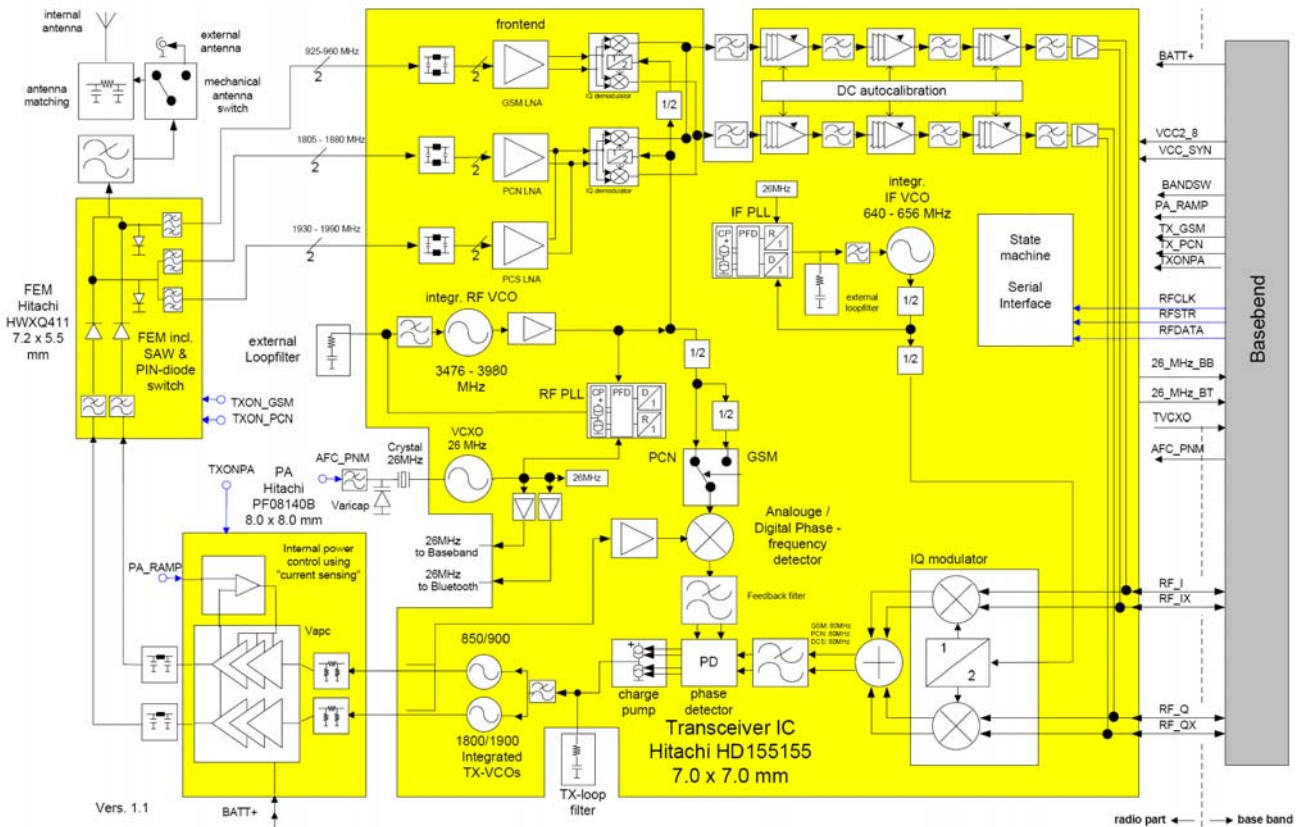 internal
antenna
external
antenna
antenna
matching
mechanical
antenna
switch
925-960 MHz
2
1805 - 1880 MHz
2
1930 - 1990 MHz
2
frontend
2
GSM LNA
2
IQ demodulator
1/2
2
PCN LNA
2
IQ demodulator
2
PCS LNA
DC autocalibration
26MHz
IF PLL
CP
PFD
R
1
D
1
integr.
IF VCO
640 - 656 MHz
external
loopfilter
1/2
1/2
State
machine
Serial
Interface
BATT+
VCC2_8
VCC_SYN
BANDSW
PA_RAMP
TX_GSM
TX_PCN
TXONPA
RFCLK
RFSTR
RFDATA
26_MHz_BB
26_MHz_BT
TVCXO
AFC_PNM
RF_I
RF_IX
RF_Q
RF_QX
Basebend
FEM
Hitachi
HWXQ411
7.2 x 5.5
mm
FEM incl.
SAW &
PIN-diode
switch
TXON_GSM
TXON_PCN
external
Loopfilter
integr. RF VCO
3476 - 3980
MHz
RF PLL
CP
PFD
D
1
R
1
1/2
1/2
PCN
GSM
AFC_PNM
Varicap
Crystal
26MHz
VCXO
26 MHz
26MHz
26MHz
to Baseband
26MHz
to Bluetooth
Analouge /
Digital Phase -
frequency
detector
Feedback filter
IQ modulator
1
2
GSM: 80MHz
PCN: 80MHz
DCS: 80MHz
PD
phase
detector
charge
pump
TXONPA
PA
Hitachi
PF08140B
8.0 x 8.0 mm
PA_RAMP
Internal power
control using
"current sensing"
Vapc
850/900
1800/1900
Integrated
TX-VCOs
TX-loop
filter
Transceiver IC
Hitachi HD155155
7.0 x 7.0 mm
Vers. 1.1
BATT+
radio part
base band